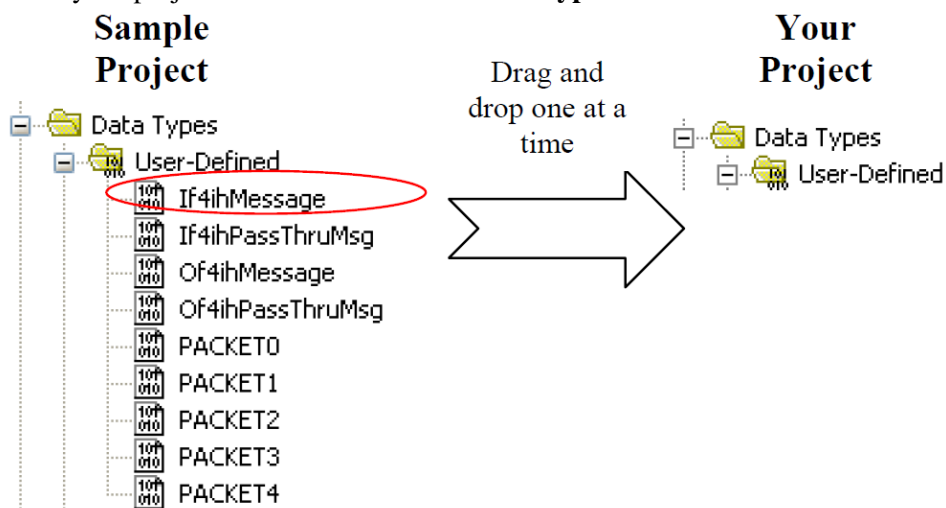 Sample
Project
Data Types
User-Defined
If4ihMessage
If4ihPassThruMsg
Of4ihMessage
Of4ihPassThruMsg
PACKET0
PACKET1
PACKET2
PACKET3
PACKET4
Drag and
drop one at a
time
Your
Project
Data Types
User-Defined